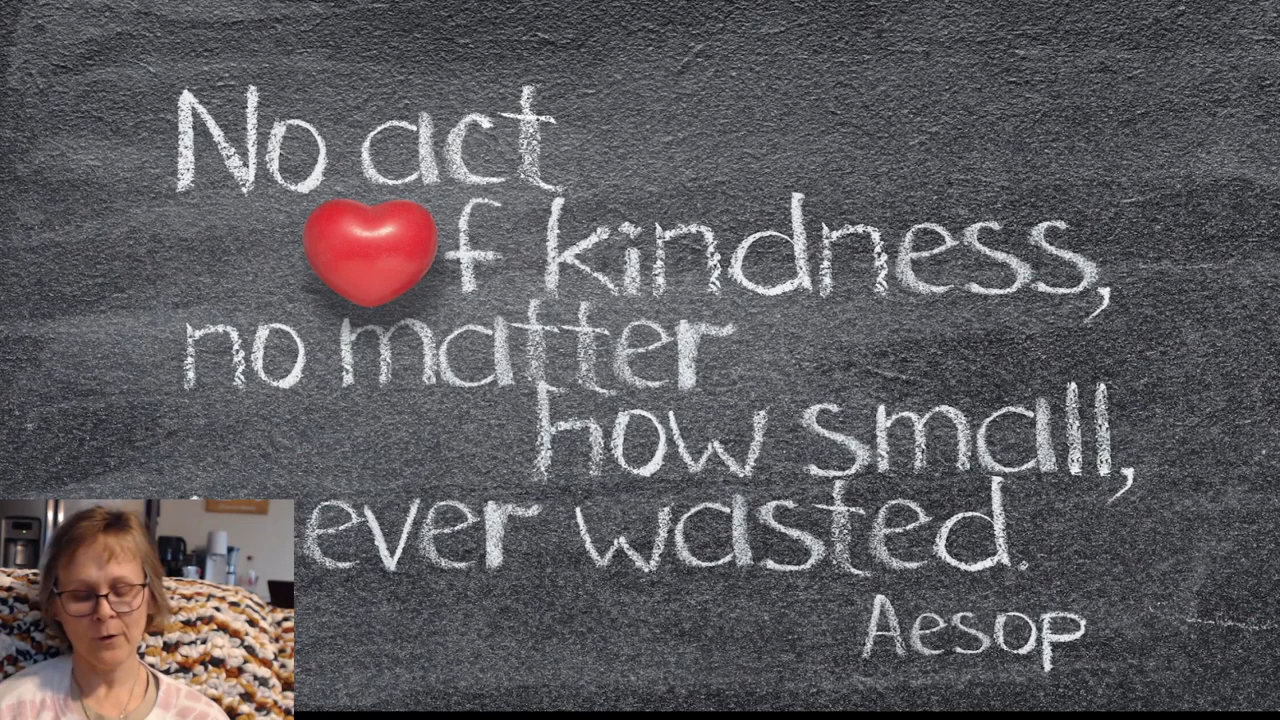 No act
f kindness,
no matter
how small,
ever wasted.
Aesop